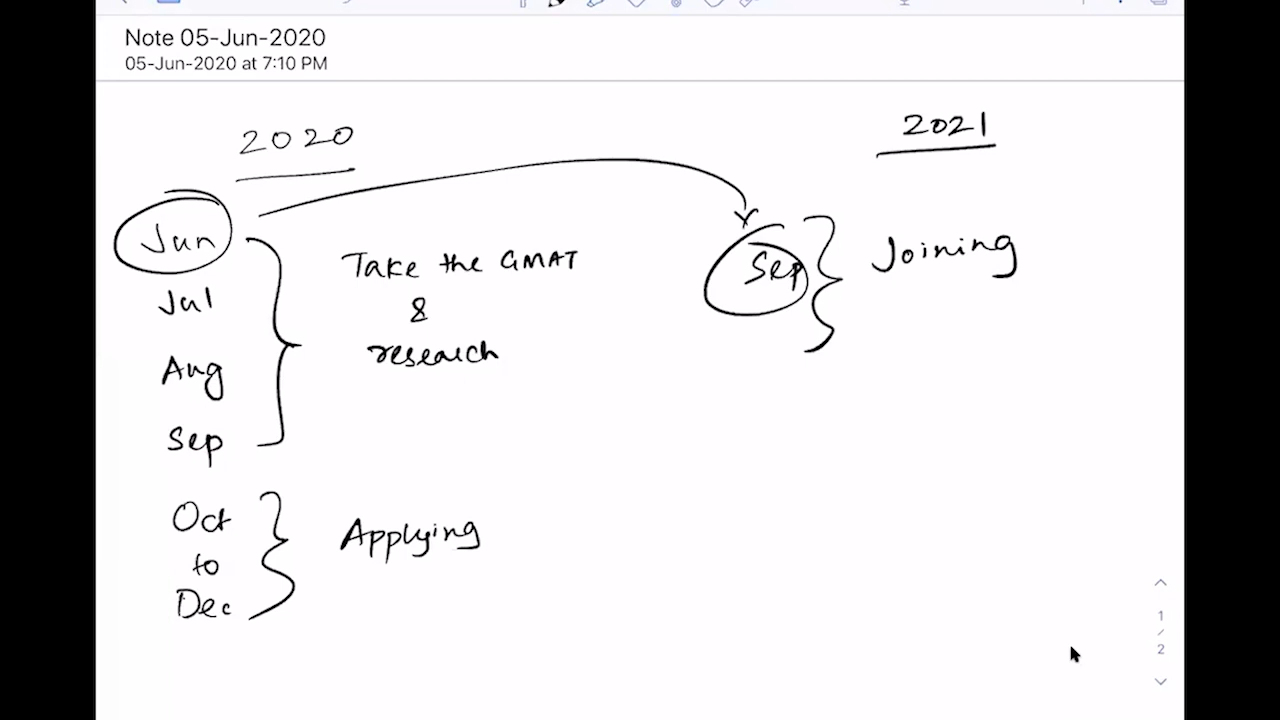 Note 05-Jun-2020
05-Jun-2020 at 7:10 PM
2020
2021
Jun
Jul
Aug
Sep
Take the GMAT
&
research
Sep
Joining
Oct
to
Dec
Applying
1
/
2